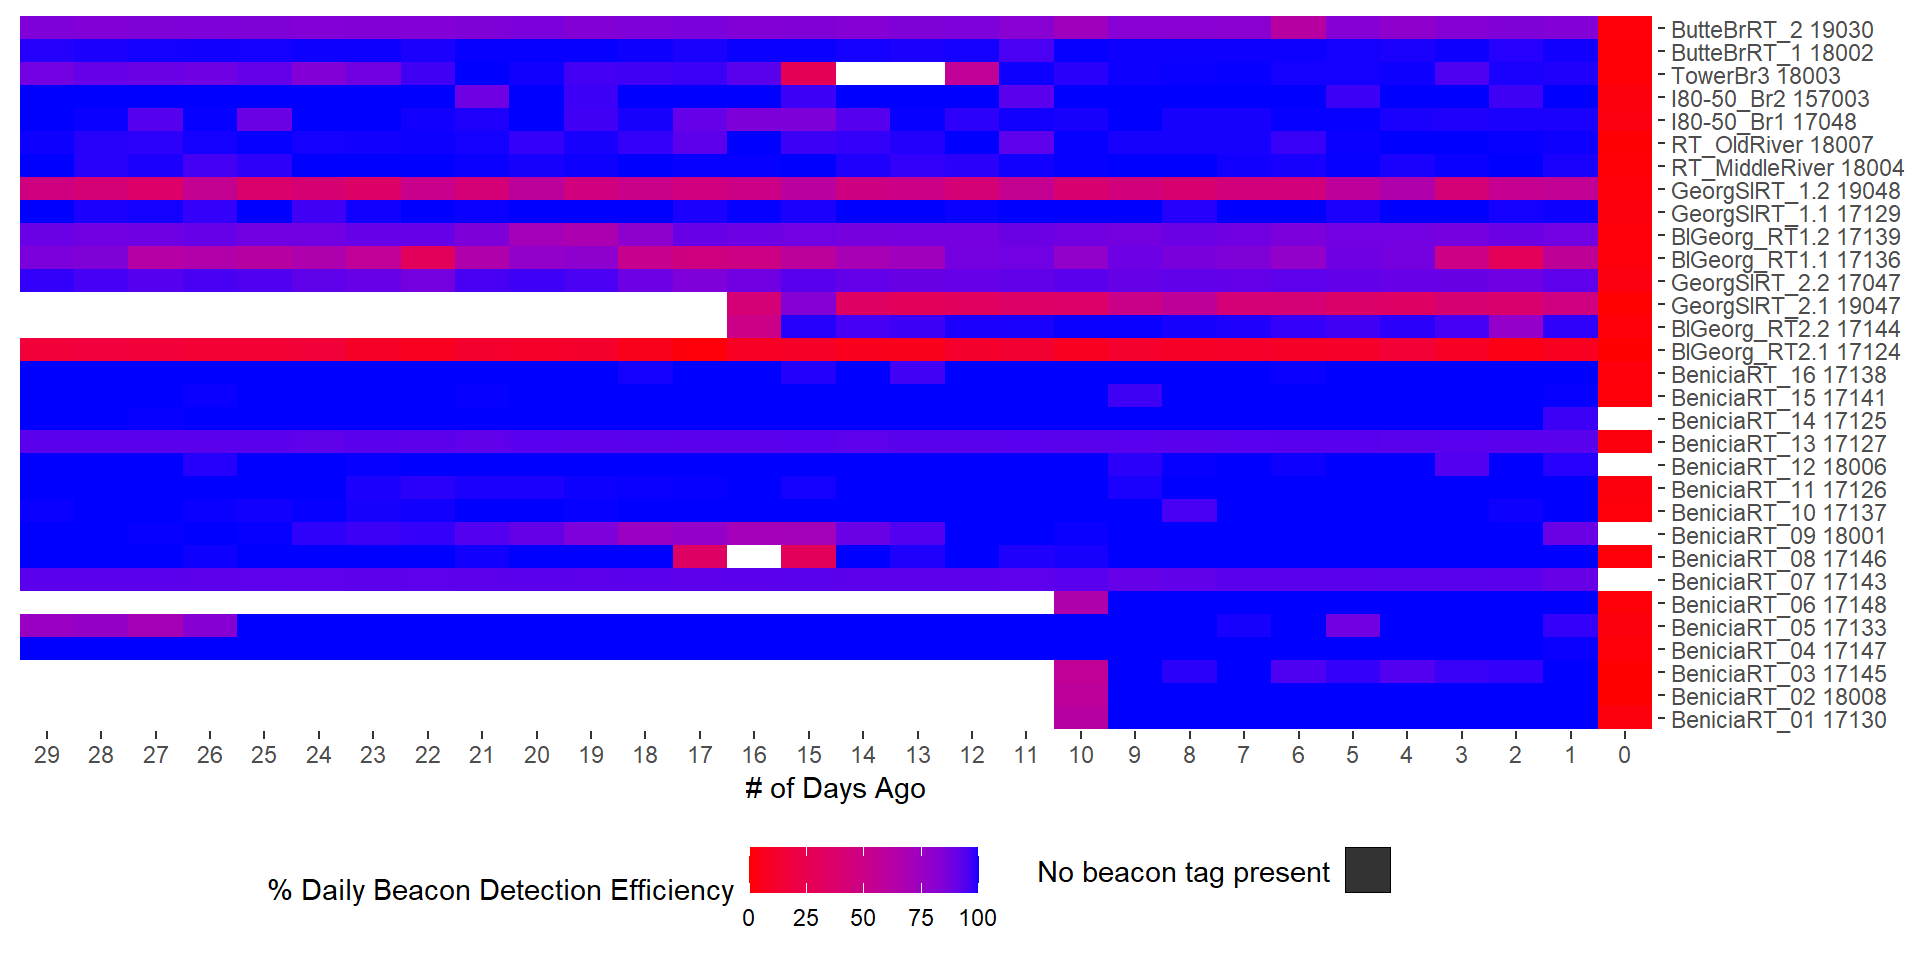 ButteBrRT_2 19030
ButteBrRT_1 18002
TowerBr3 18003
I80-50_Br2 157003
I80-50_Br1 17048
RT_OldRiver 18007
RT_MiddleRiver 18004
GeorgSlRT_1.2 19048
GeorgSlRT_1.1 17129
BlGeorg_RT1.2 17139
BlGeorg_RT1.1 17136
GeorgSlRT_2.2 17047
GeorgSlRT_2.1 19047
BlGeorg_RT2.2 17144
BlGeorg_RT2.1 17124
BeniciaRT_16 17138
BeniciaRT_15 17141
BeniciaRT_14 17125
BeniciaRT_13 17127
BeniciaRT_12 18006
BeniciaRT_11 17126
BeniciaRT_10 17137
BeniciaRT_09 18001
BeniciaRT_08 17146
BeniciaRT_07 17143
BeniciaRT_06 17148
BeniciaRT_05 17133
BeniciaRT_04 17147
BeniciaRT_03 17145
BeniciaRT_02 18008
BeniciaRT_01 17130
29 28 27 26 25 24 23 22 21 20 19 18 17 16 15 14 13 12 11 10 9 8 7 6 5 4 3 2 1 0
# of Days Ago
% Daily Beacon Detection Efficiency
0 25 50 75 100
No beacon tag present